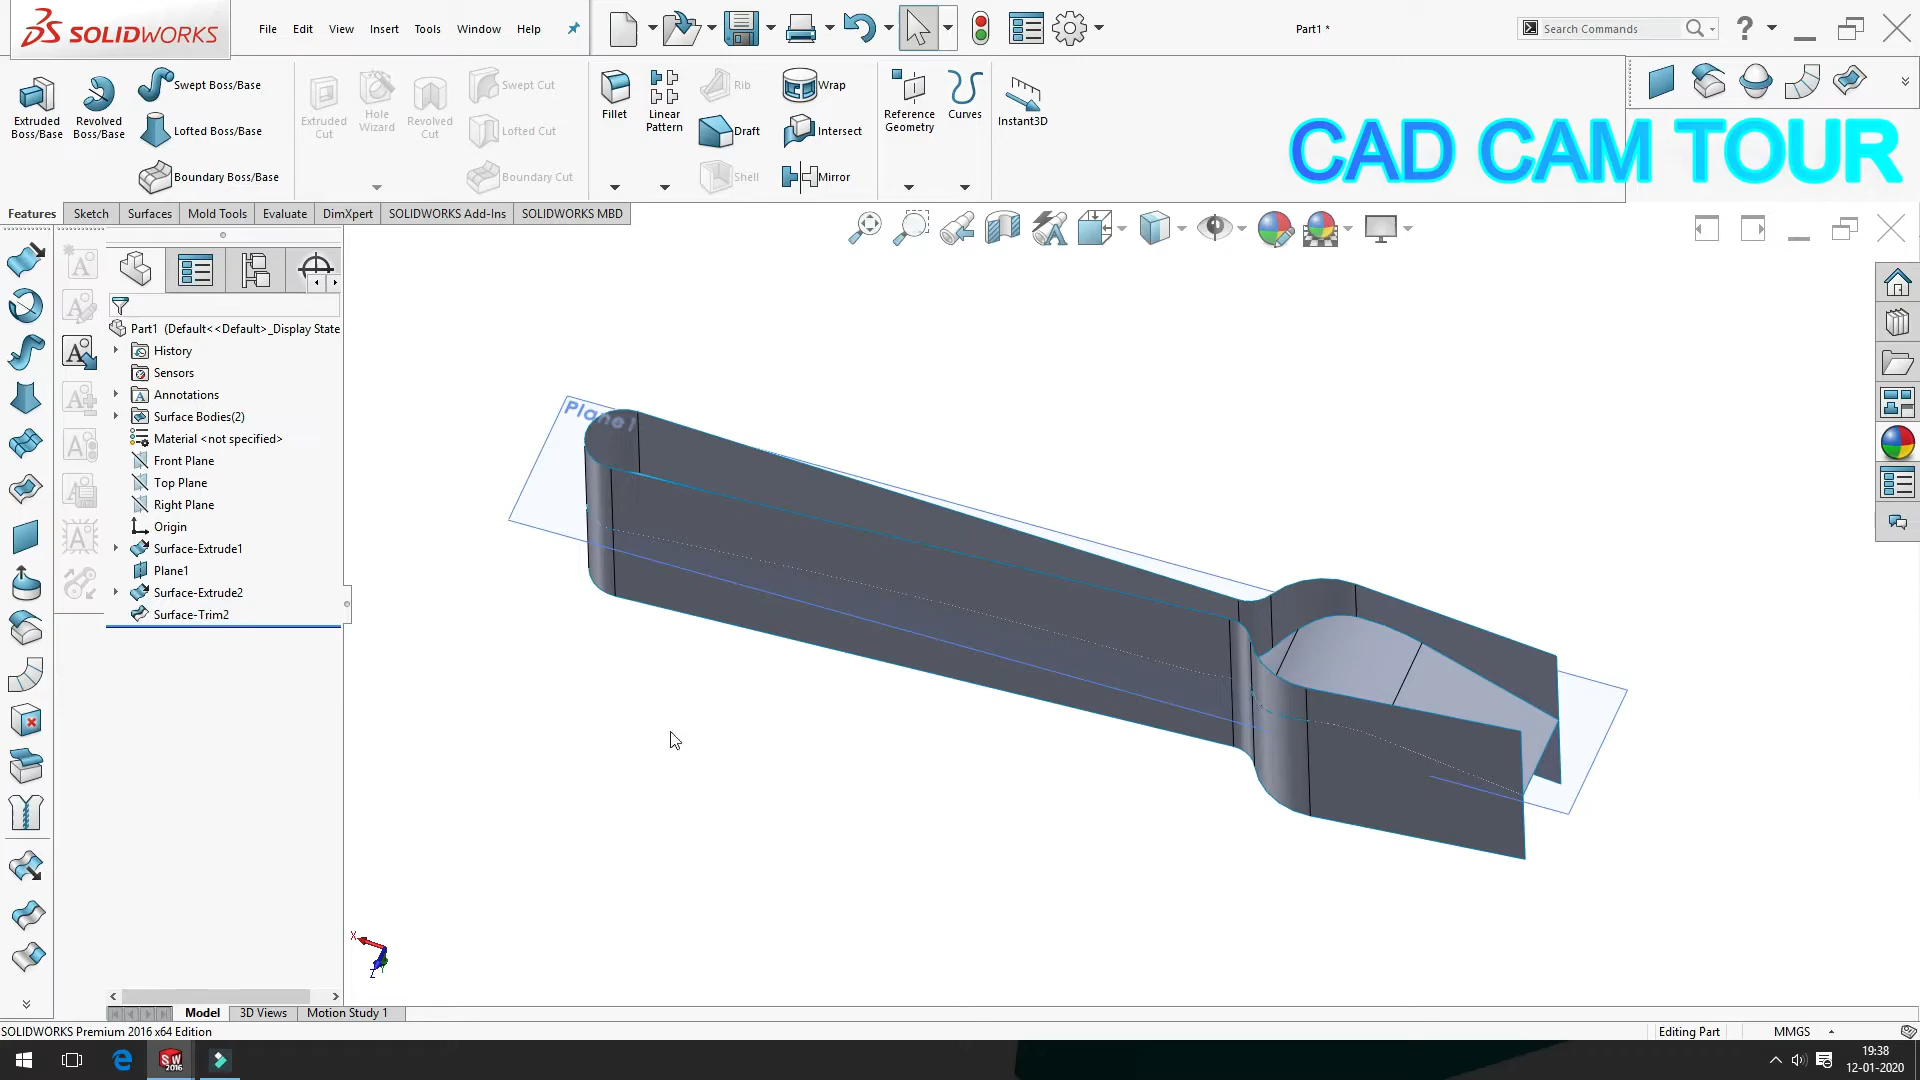 SOLIDWORKS
File Edit View Insert Tools Window Help
Part1 *
Search Commands
Extruded Boss/Base
Revolved Boss/Base
Swept Boss/Base
Lofted Boss/Base
Boundary Boss/Base
Extruded Cut
Hole Wizard
Revolved Cut
Swept Cut
Lofted Cut
Boundary Cut
Fillet
Linear Pattern
Rib
Draft
Shell
Wrap
Intersect
Mirror
Reference Geometry
Curves
Instant3D
CAD CAM TOUR
Features Sketch Surfaces Mold Tools Evaluate DimXpert SOLIDWORKS Add-Ins SOLIDWORKS MBD
Part1 (Default<<Default>_Display State
History
Sensors
Annotations
Surface Bodies(2)
Material <not specified>
Front Plane
Top Plane
Right Plane
Origin
Surface-Extrude1
Plane1
Surface-Extrude2
Surface-Trim2
Plane1
X
Z
Model 3D Views Motion Study 1
SOLIDWORKS Premium 2016 x64 Edition
Editing Part
MMGS
SW
2016
19:38
12-01-2020